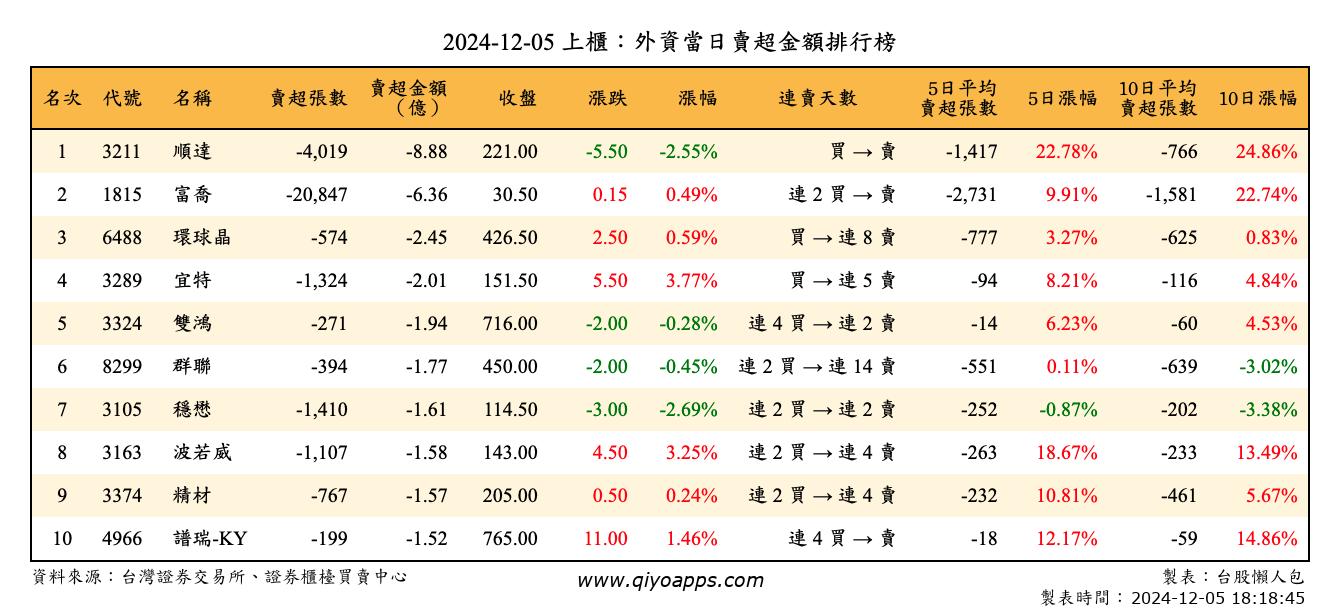 2024-12-05 上櫃：外資當日賣超金額排行榜
名次 代號 名稱 賣超張數 賣超金額（億） 收盤 漲跌 漲幅 連賣天數 5日平均賣超張數 5日漲幅 10日平均賣超張數 10日漲幅
1 3211 順達 -4,019 -8.88 221.00 -5.50 -2.55% 買 → 賣 -1,417 22.78% -766 24.86%
2 1815 富喬 -20,847 -6.36 30.50 0.15 0.49% 連 2 買 → 賣 -2,731 9.91% -1,581 22.74%
3 6488 環球晶 -574 -2.45 426.50 2.50 0.59% 買 → 連 8 賣 -777 3.27% -625 0.83%
4 3289 宜特 -1,324 -2.01 151.50 5.50 3.77% 買 → 連 5 賣 -94 8.21% -116 4.84%
5 3324 雙鴻 -271 -1.94 716.00 -2.00 -0.28% 連 4 買 → 連 2 賣 -14 6.23% -60 4.53%
6 8299 群聯 -394 -1.77 450.00 -2.00 -0.45% 連 2 買 → 連 14 賣 -551 0.11% -639 -3.02%
7 3105 穩懋 -1,410 -1.61 114.50 -3.00 -2.69% 連 2 買 → 連 2 賣 -252 -0.87% -202 -3.38%
8 3163 波若威 -1,107 -1.58 143.00 4.50 3.25% 連 2 買 → 連 4 賣 -263 18.67% -233 13.49%
9 3374 精材 -767 -1.57 205.00 0.50 0.24% 連 2 買 → 連 4 賣 -232 10.81% -461 5.67%
10 4966 譜瑞-KY -199 -1.52 765.00 11.00 1.46% 連 4 買 → 賣 -18 12.17% -59 14.86%
資料來源：台灣證券交易所、證券櫃檯買賣中心 www.qiyoapps.com 製表：台股懶人包
製表時間：2024-12-05 18:18:45